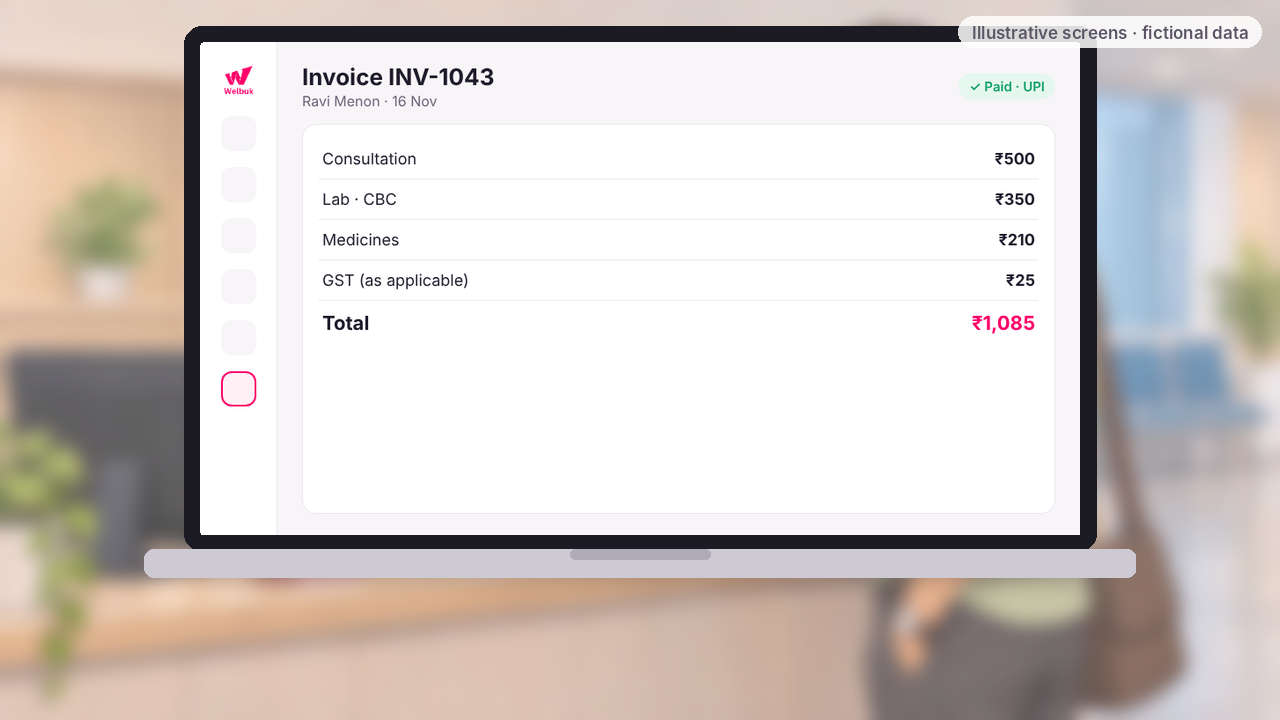 Illustrative screens · fictional data
Welbuk
Invoice INV-1043
Ravi Menon · 16 Nov
✓ Paid · UPI
Consultation ₹500
Lab · CBC ₹350
Medicines ₹210
GST (as applicable) ₹25
Total ₹1,085